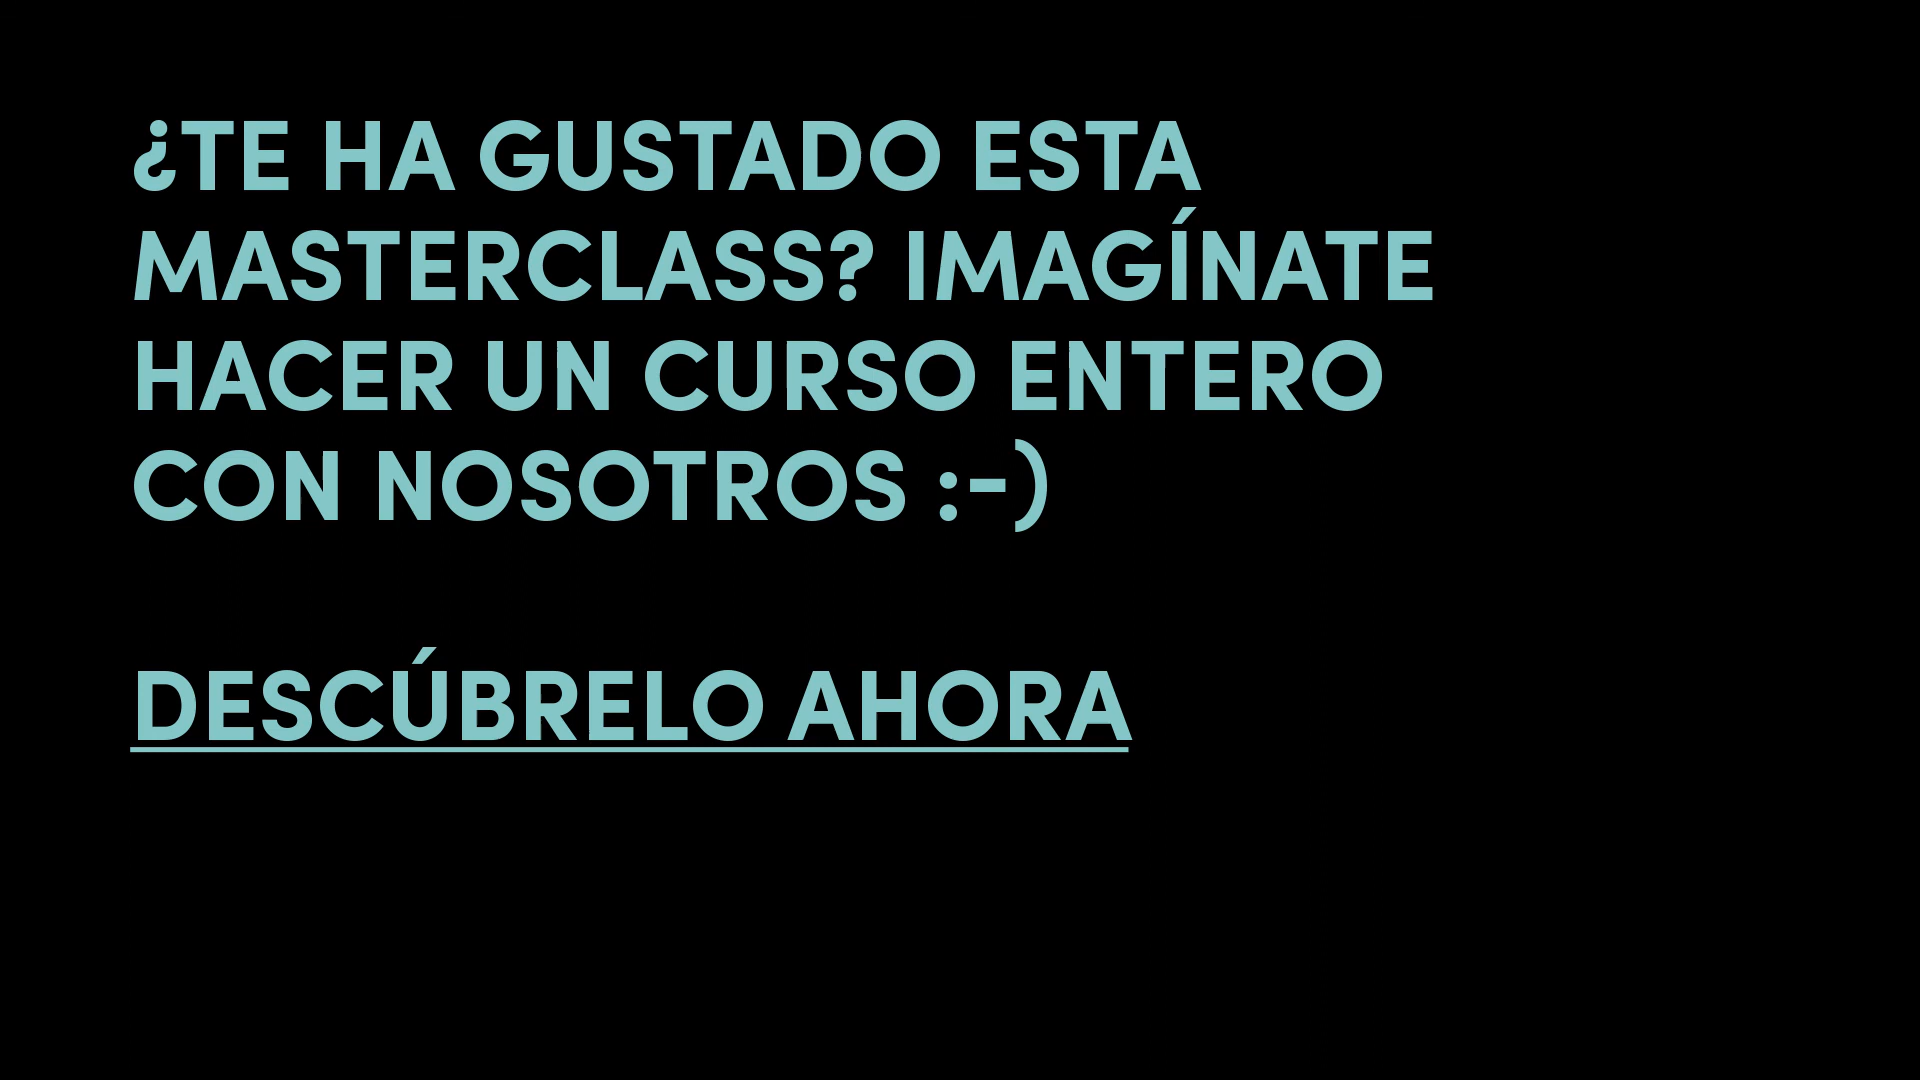 ¿TE HA GUSTADO ESTA
MASTERCLASS? IMAGÍNATE
HACER UN CURSO ENTERO
CON NOSOTROS :-)
DESCÚBRELO AHORA